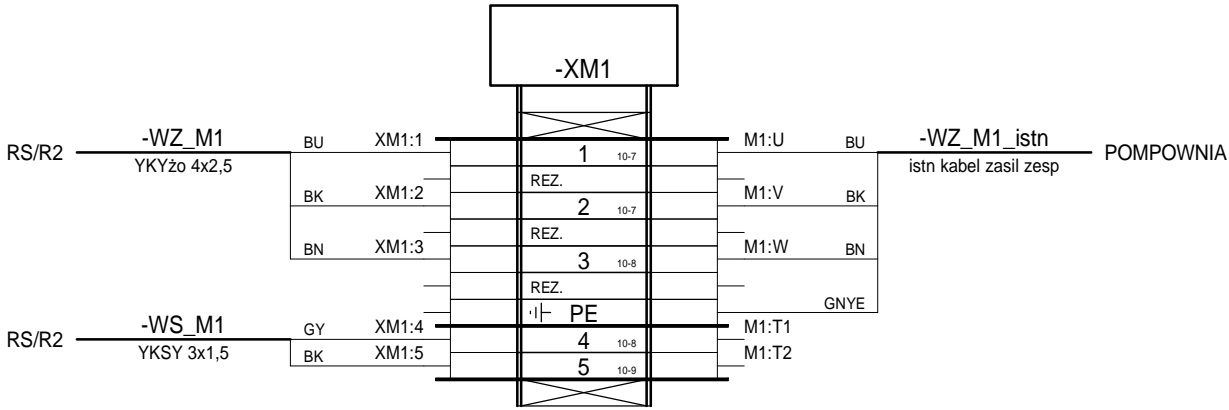 -XM1
RS/R2 -WZ_M1 BU XM1:1 1 10-7 M1:U BU -WZ_M1_istn POMPOWNIA
YKYżo 4x2,5 istn kabel zasil zesp
REZ.
BK XM1:2 2 10-7 M1:V BK
REZ.
BN XM1:3 3 10-8 M1:W BN
REZ.
PE GNYE
RS/R2 -WS_M1 GY XM1:4 4 10-8 M1:T1
YKSY 3x1,5 BK XM1:5 5 10-9 M1:T2